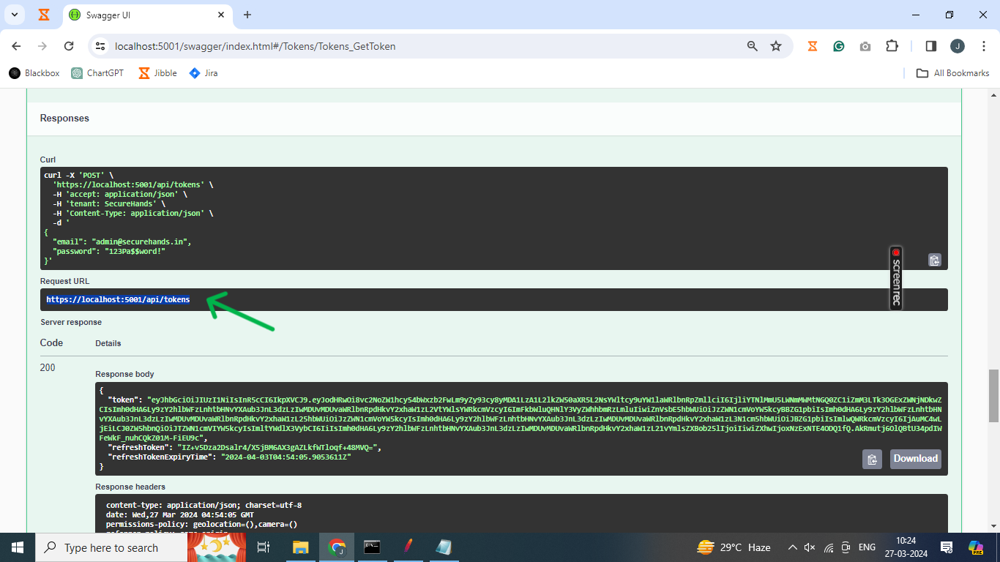 Swagger UI
localhost:5001/swagger/index.html#/Tokens/Tokens_GetToken
J
Blackbox
ChartGPT
Jibble
Jira
All Bookmarks
Responses
Curl
curl -X 'POST' \
'https://localhost:5001/api/tokens' \
-H 'accept: application/json' \
-H 'tenant: SecureHands' \
-H 'Content-Type: application/json' \
-d '
{
"email": "admin@securehands.in",
"password": "123Pa$$word!"
}'
screenrec
Request URL
https://localhost:5001/api/tokens
Server response
Code
Details
200
Response body
{
"token":
"refreshToken": "IZ+v5Dza2Dsalr4/X5jBM6AX3gAZLkfWTloqf+48MVQ=",
"refreshTokenExpiryTime": "2024-04-03T04:54:05.9053611Z"
}
Download
Response headers
content-type: application/json; charset=utf-8
date: Wed,27 Mar 2024 04:54:05 GMT
permissions-policy: geolocation=(),camera=()
Type here to search
29°C Haze
ENG
10:24
27-03-2024
PRE